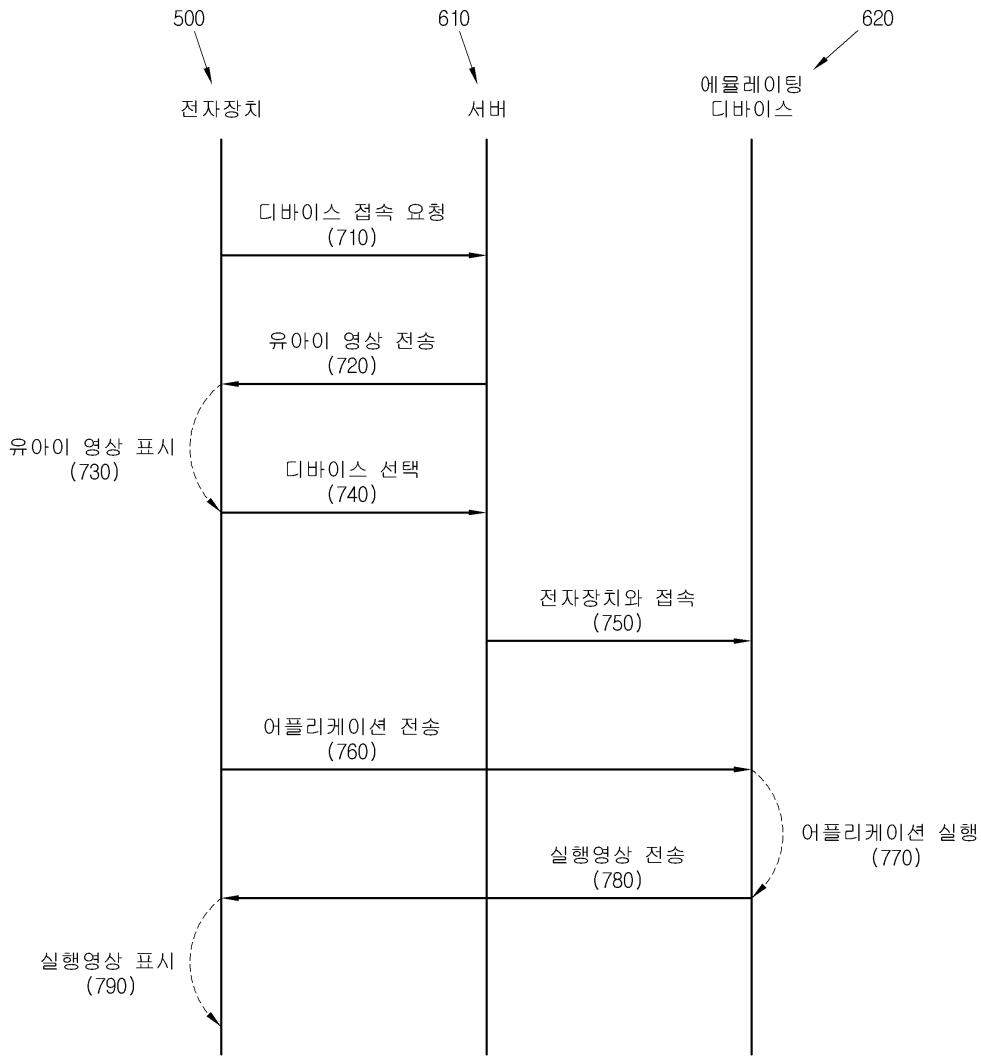 500
610
620
전자장치
서버
에뮬레이팅
디바이스
디바이스 접속 요청
(710)
유아이 영상 전송
(720)
유아이 영상 표시
(730)
디바이스 선택
(740)
전자장치와 접속
(750)
어플리케이션 전송
(760)
어플리케이션 실행
(770)
실행영상 전송
(780)
실행영상 표시
(790)